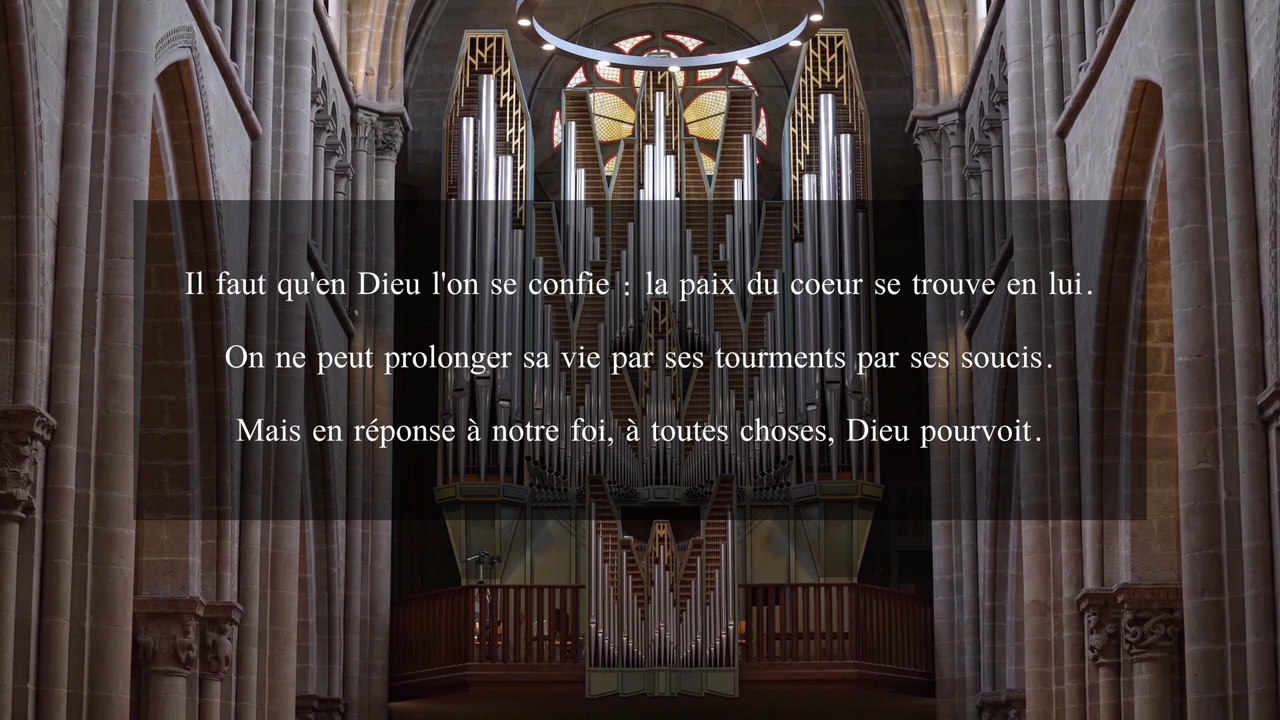 Il faut qu'en Dieu l'on se confie : la paix du coeur se trouve en lui.
On ne peut prolonger sa vie par ses tourments par ses soucis.
Mais en réponse à notre foi, à toutes choses, Dieu pourvoit.